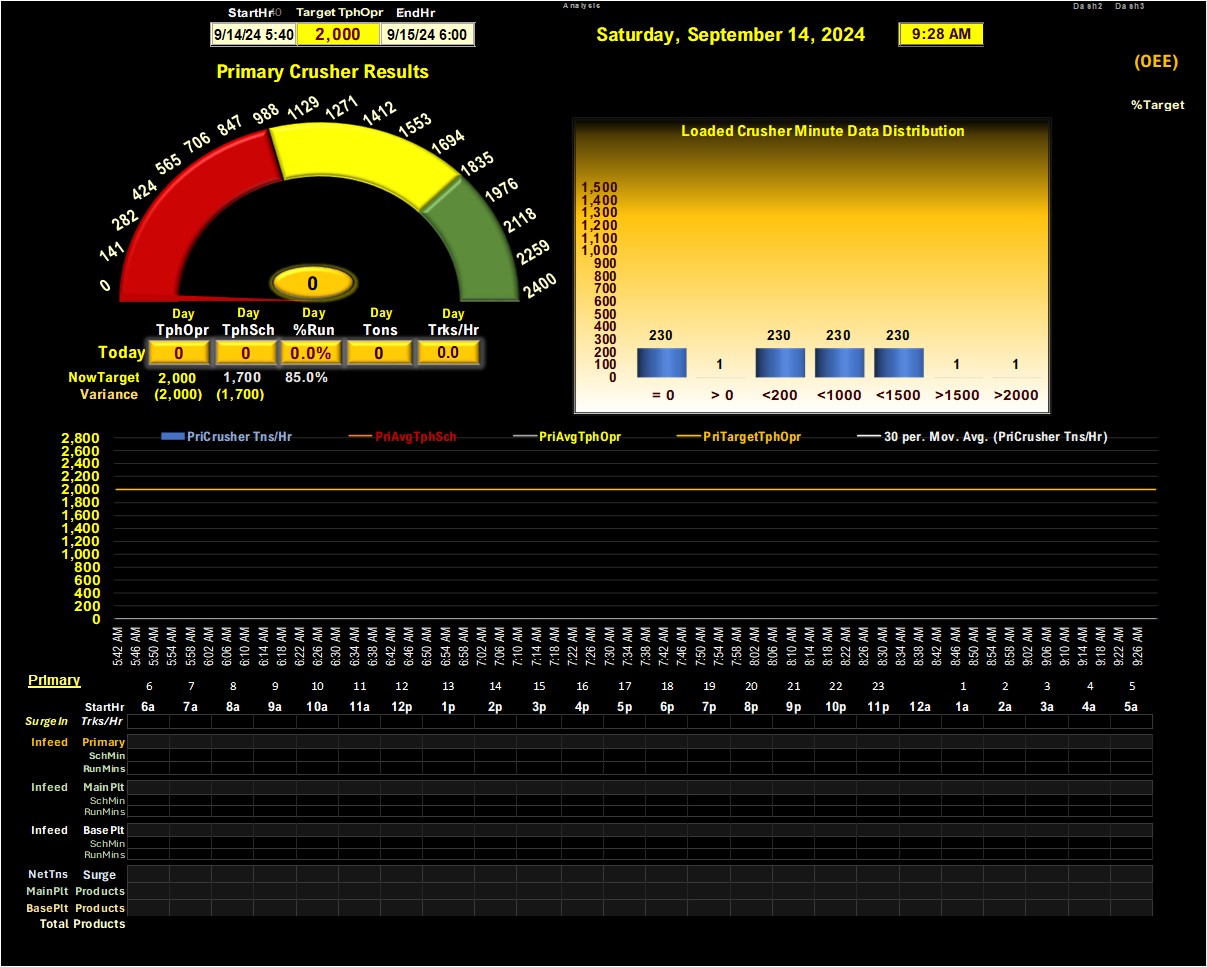 Analysis Dash2 Dash3
StartHr Target TphOpr EndHr
9/14/24 5:40 2,000 9/15/24 6:00
Saturday, September 14, 2024 9:28 AM
(OEE)
%Target
Primary Crusher Results
0 141 282 424 565 706 847 988 1129 1271 1412 1553 1694 1835 1976 2118 2259 2400
0
Day Day Day Day Day
TphOpr TphSch %Run Tons Trks/Hr
Today 0 0 0.0% 0 0.0
NowTarget 2,000 1,700 85.0%
Variance (2,000) (1,700)
Loaded Crusher Minute Data Distribution
1,500
1,400
1,300
1,200
1,100
1,000
900
800
700
600
500
400
300
200
100
0
230 1 230 230 230 1 1
= 0 > 0 <200 <1000 <1500 >1500 >2000
PriCrusher Tns/Hr PriAvgTphSch PriAvgTphOpr PriTargetTphOpr 30 per. Mov. Avg. (PriCrusher Tns/Hr)
2,800
2,600
2,400
2,200
2,000
1,800
1,600
1,400
1,200
1,000
800
600
400
200
0
5:42 AM 5:46 AM 5:50 AM 5:54 AM 5:58 AM 6:02 AM 6:06 AM 6:10 AM 6:14 AM 6:18 AM 6:22 AM 6:26 AM 6:30 AM 6:34 AM 6:38 AM 6:42 AM 6:46 AM 6:50 AM 6:54 AM 6:58 AM 7:02 AM 7:06 AM 7:10 AM 7:14 AM 7:18 AM 7:22 AM 7:26 AM 7:30 AM 7:34 AM 7:38 AM 7:42 AM 7:46 AM 7:50 AM 7:54 AM 7:58 AM 8:02 AM 8:06 AM 8:10 AM 8:14 AM 8:18 AM 8:22 AM 8:26 AM 8:30 AM 8:34 AM 8:38 AM 8:42 AM 8:46 AM 8:50 AM 8:54 AM 8:58 AM 9:02 AM 9:06 AM 9:10 AM 9:14 AM 9:18 AM 9:22 AM 9:26 AM
Primary
6 7 8 9 10 11 12 13 14 15 16 17 18 19 20 21 22 23 1 2 3 4 5
StartHr 6a 7a 8a 9a 10a 11a 12p 1p 2p 3p 4p 5p 6p 7p 8p 9p 10p 11p 12a 1a 2a 3a 4a 5a
SurgeIn Trks/Hr
Infeed Primary
SchMin
RunMins
Infeed Main Plt
SchMin
RunMins
Infeed Base Plt
SchMin
RunMins
NetTns Surge
MainPlt Products
BasePlt Products
Total Products